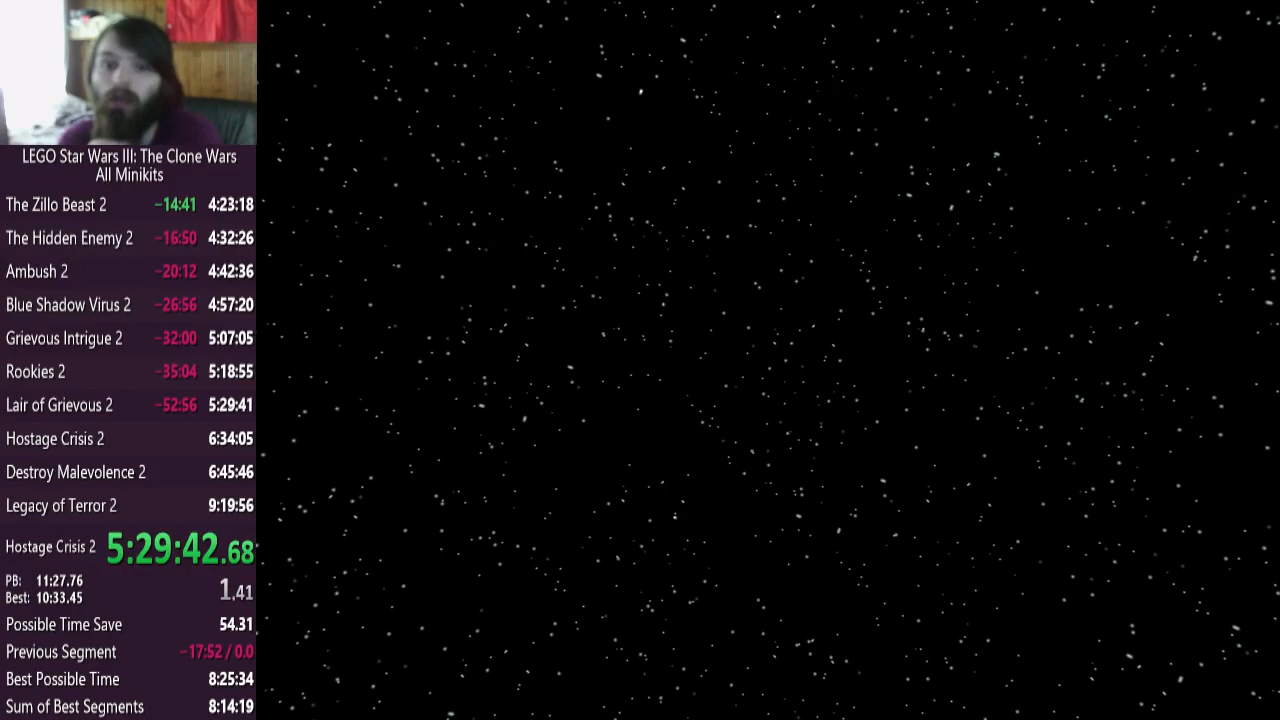 LEGO Star Wars III: The Clone Wars
All Minikits
The Zillo Beast 2 -14:41 4:23:18
The Hidden Enemy 2 -16:50 4:32:26
Ambush 2 -20:12 4:42:36
Blue Shadow Virus 2 -26:56 4:57:20
Grievous Intrigue 2 -32:00 5:07:05
Rookies 2 -35:04 5:18:55
Lair of Grievous 2 -52:56 5:29:41
Hostage Crisis 2 6:34:05
Destroy Malevolence 2 6:45:46
Legacy of Terror 2 9:19:56
Hostage Crisis 2 5:29:42.68
PB: 11:27.76
Best: 10:33.45 1.41
Possible Time Save 54.31
Previous Segment -17:52 / 0.0
Best Possible Time 8:25:34
Sum of Best Segments 8:14:19